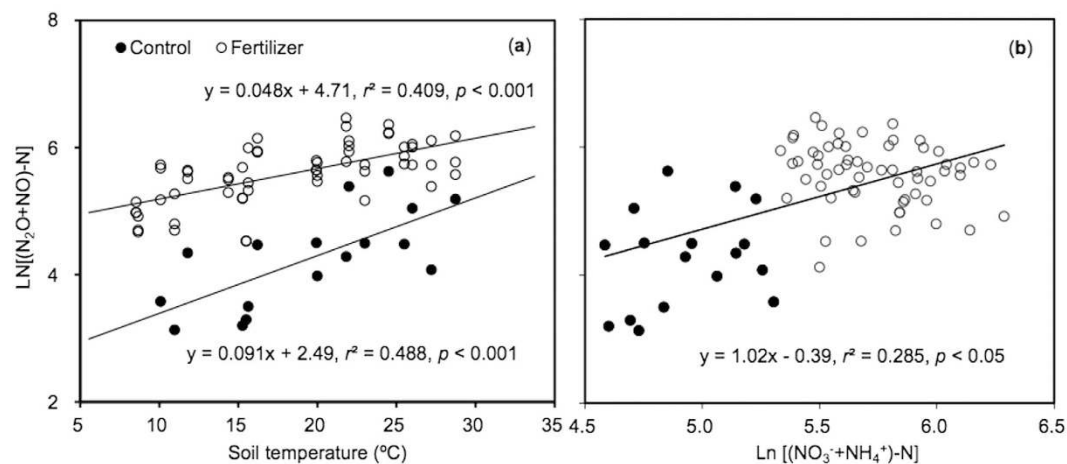 8
6
4
2
LN[(N₂O+NO)-N]
● Control ○ Fertilizer
(a)
y = 0.048x + 4.71, r² = 0.409, p < 0.001
y = 0.091x + 2.49, r² = 0.488, p < 0.001
5 10 15 20 25 30 35
Soil temperature (ºC)
(b)
y = 1.02x - 0.39, r² = 0.285, p < 0.05
4.5 5.0 5.5 6.0 6.5
Ln [(NO₃⁻+NH₄⁺)-N]